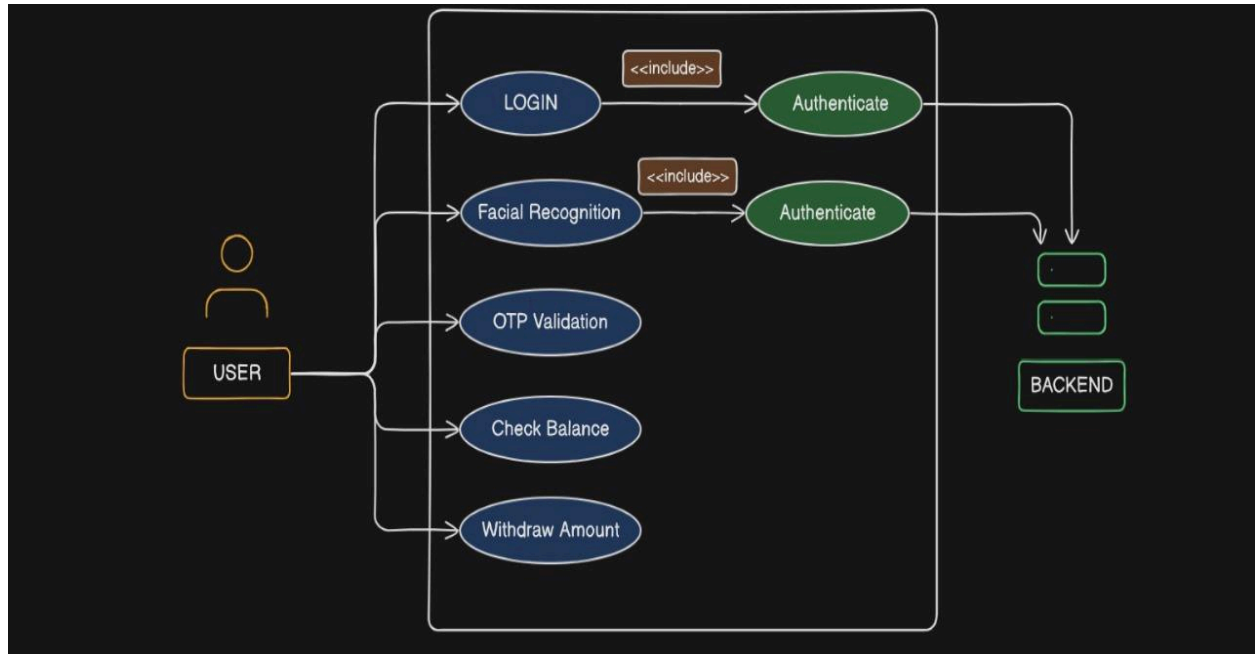 <<include>>
LOGIN
Authenticate
<<include>>
Facial Recognition
Authenticate
OTP Validation
USER
BACKEND
Check Balance
Withdraw Amount